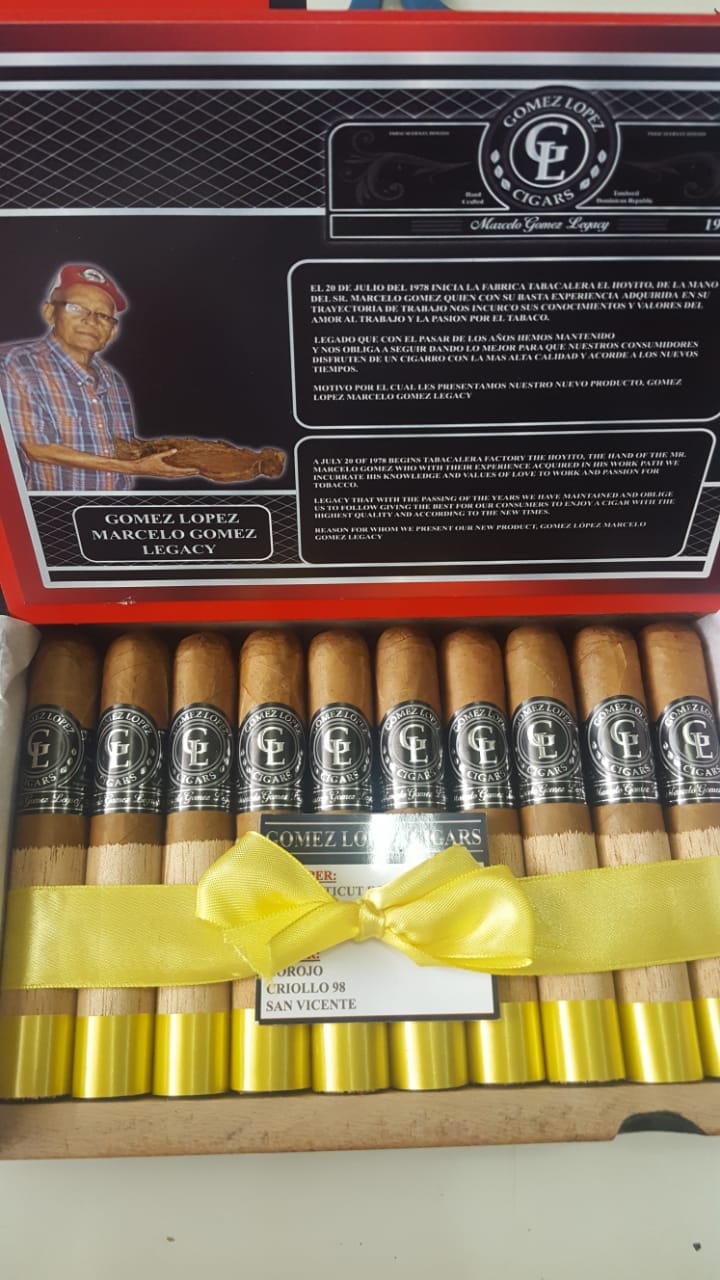 GOMEZ LOPEZ
GL
CIGARS
Hand
Crafted
Dominican Republic
Marcelo Gomez Legacy
19
EL 20 DE JULIO DEL 1978 INICIA LA FABRICA TABACALERA EL HOYITO, DE LA MANO
DEL SR. MARCELO GOMEZ QUIEN CON SU BASTA EXPERIENCIA ADQUIRIDA EN SU
TRAYECTORIA DE TRABAJO NOS INCURCO SUS CONOCIMIENTOS Y VALORES DEL
AMOR AL TRABAJO Y LA PASION POR EL TABACO.
LEGADO QUE CON EL PASAR DE LOS AÑOS HEMOS MANTENIDO
Y NOS OBLIGA A SEGUIR DANDO LO MEJOR PARA QUE NUESTROS CONSUMIDORES
DISFRUTEN DE UN CIGARRO CON LA MAS ALTA CALIDAD Y ACORDE A LOS NUEVOS
TIEMPOS.
MOTIVO POR EL CUAL LES PRESENTAMOS NUESTRO NUEVO PRODUCTO, GOMEZ
LOPEZ MARCELO GOMEZ LEGACY
A JULY 20 OF 1978 BEGINS TABACALERA FACTORY THE HOYITO, THE HAND OF THE MR.
MARCELO GOMEZ WHO WITH THEIR EXPERIENCE ACQUIRED IN HIS WORK PATH WE
INCURRATE HIS KNOWLEDGE AND VALUES OF LOVE TO WORK AND PASSION FOR
TOBACCO.
LEGACY THAT WITH THE PASSING OF THE YEARS WE HAVE MAINTAINED AND OBLIGE
US TO FOLLOW GIVING THE BEST FOR OUR CONSUMERS TO ENJOY A CIGAR WITH THE
HIGHEST QUALITY AND ACCORDING TO THE NEW TIMES.
REASON FOR WHOM WE PRESENT OUR NEW PRODUCT, GOMEZ LÓPEZ MARCELO
GOMEZ LEGACY
GOMEZ LOPEZ
MARCELO GOMEZ
LEGACY
GOMEZ LOPEZ
GL
CIGARS
GOMEZ LO CIGARS
PER:
TICUT
OROJO
CRIOLLO 98
SAN VICENTE